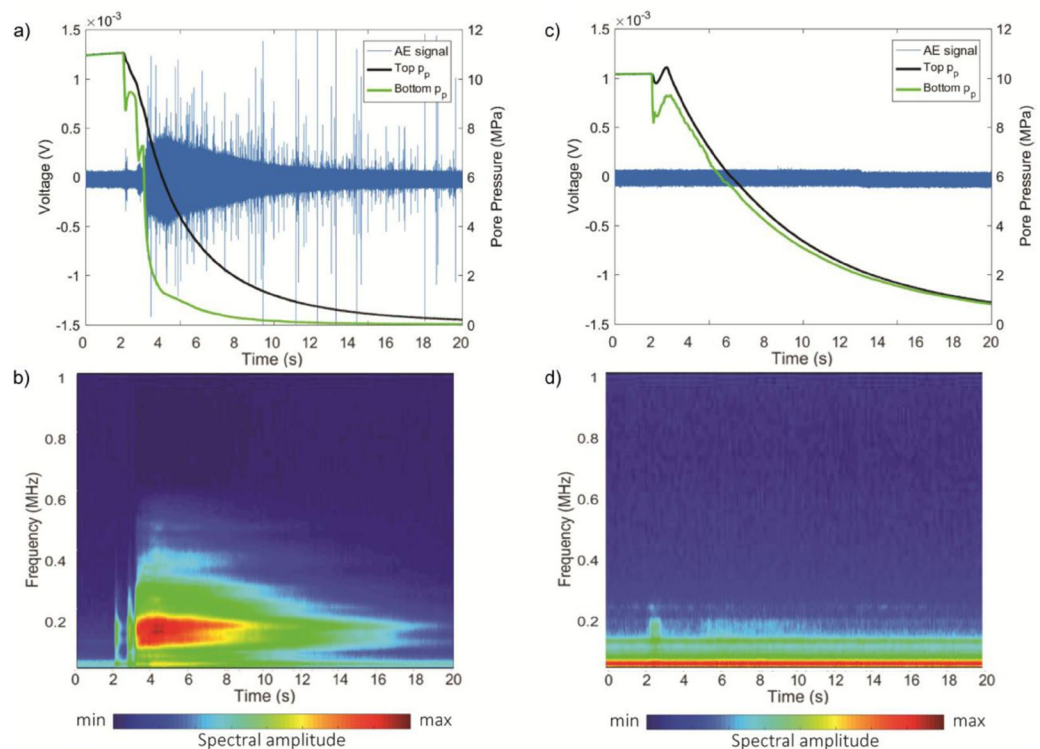 a)
×10⁻³
1.5
1
0.5
0
-0.5
-1
-1.5
Voltage (V)
AE signal
Top pₚ
Bottom pₚ
12
10
8
6
4
2
0
Pore Pressure (MPa)
0 2 4 6 8 10 12 14 16 18 20
Time (s)
c)
×10⁻³
1.5
1
0.5
0
-0.5
-1
-1.5
Voltage (V)
AE signal
Top pₚ
Bottom pₚ
12
10
8
6
4
2
0
Pore Pressure (MPa)
0 2 4 6 8 10 12 14 16 18 20
Time (s)
b)
1
0.8
0.6
0.4
0.2
Frequency (MHz)
0 2 4 6 8 10 12 14 16 18 20
Time (s)
min max
Spectral amplitude
d)
1
0.8
0.6
0.4
0.2
Frequency (MHz)
0 2 4 6 8 10 12 14 16 18 20
Time (s)
min max
Spectral amplitude